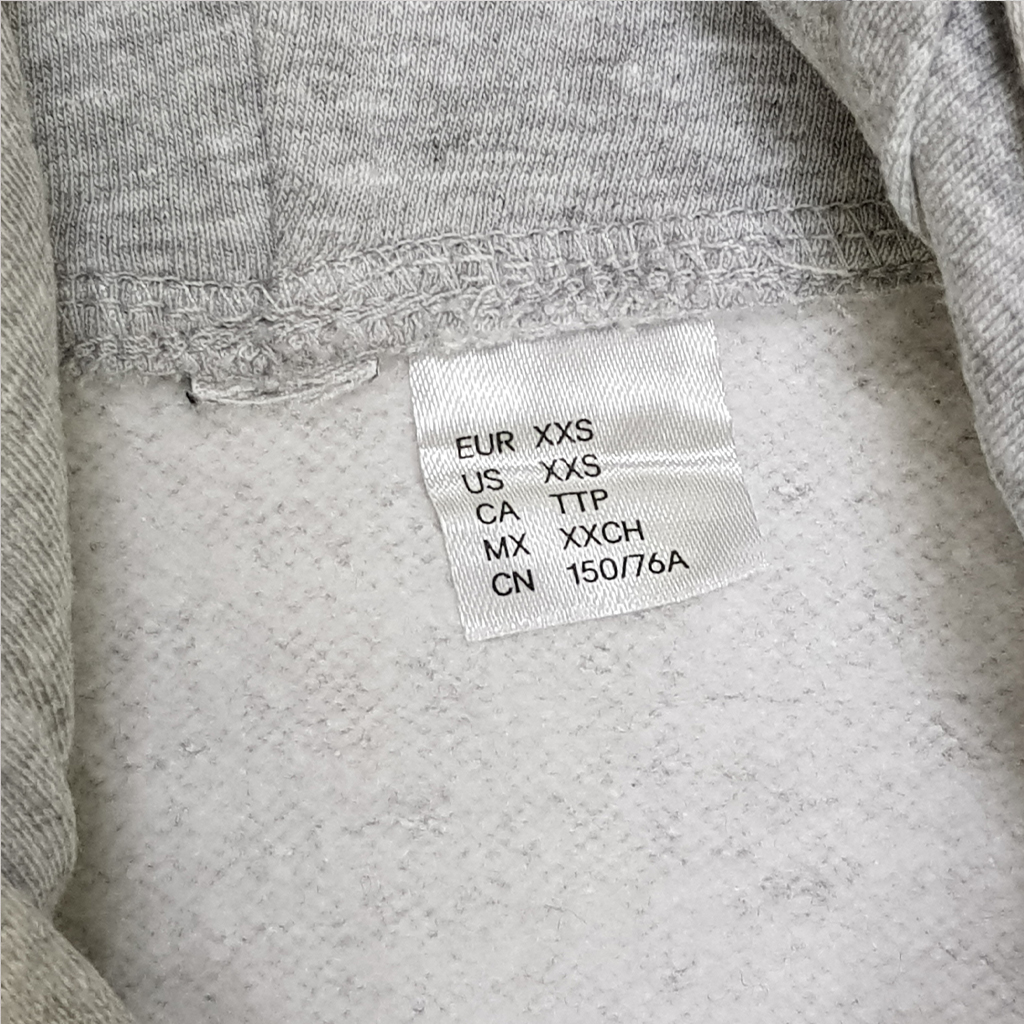 EUR XXS
US XXS
CA TTP
MX XXCH
CN 150/76A